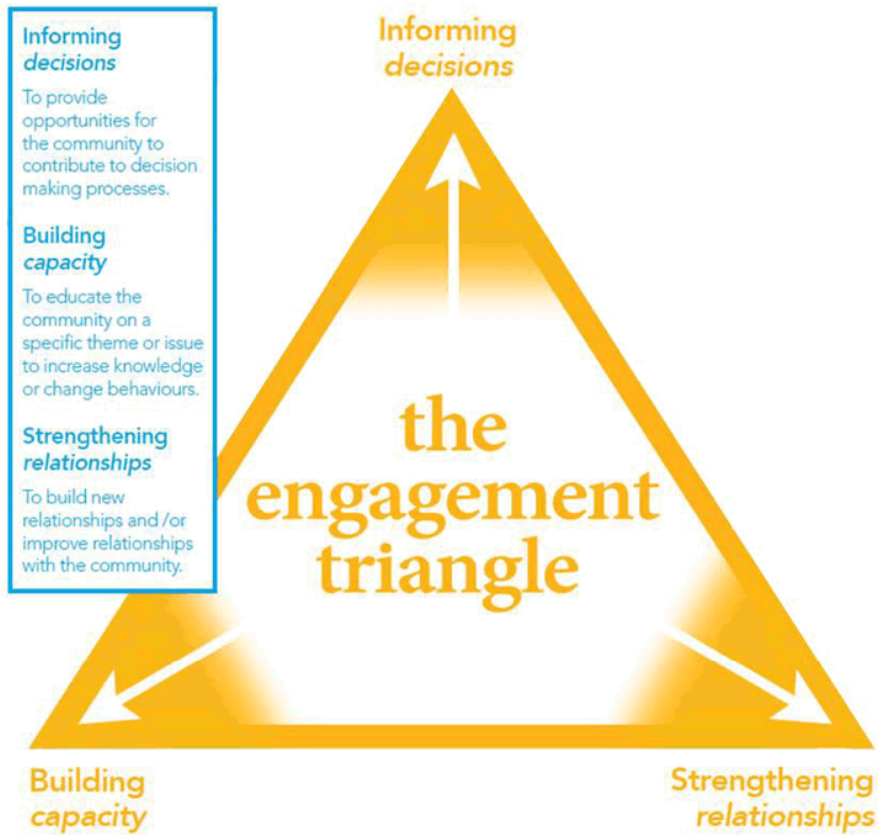 Informing
decisions
To provide
opportunities for
the community to
contribute to decision
making processes.
Building
capacity
To educate the
community on a
specific theme or issue
to increase knowledge
or change behaviours.
Strengthening
relationships
To build new
relationships and /or
improve relationships
with the community.
Informing
decisions
the
engagement
triangle
Building
capacity
Strengthening
relationships